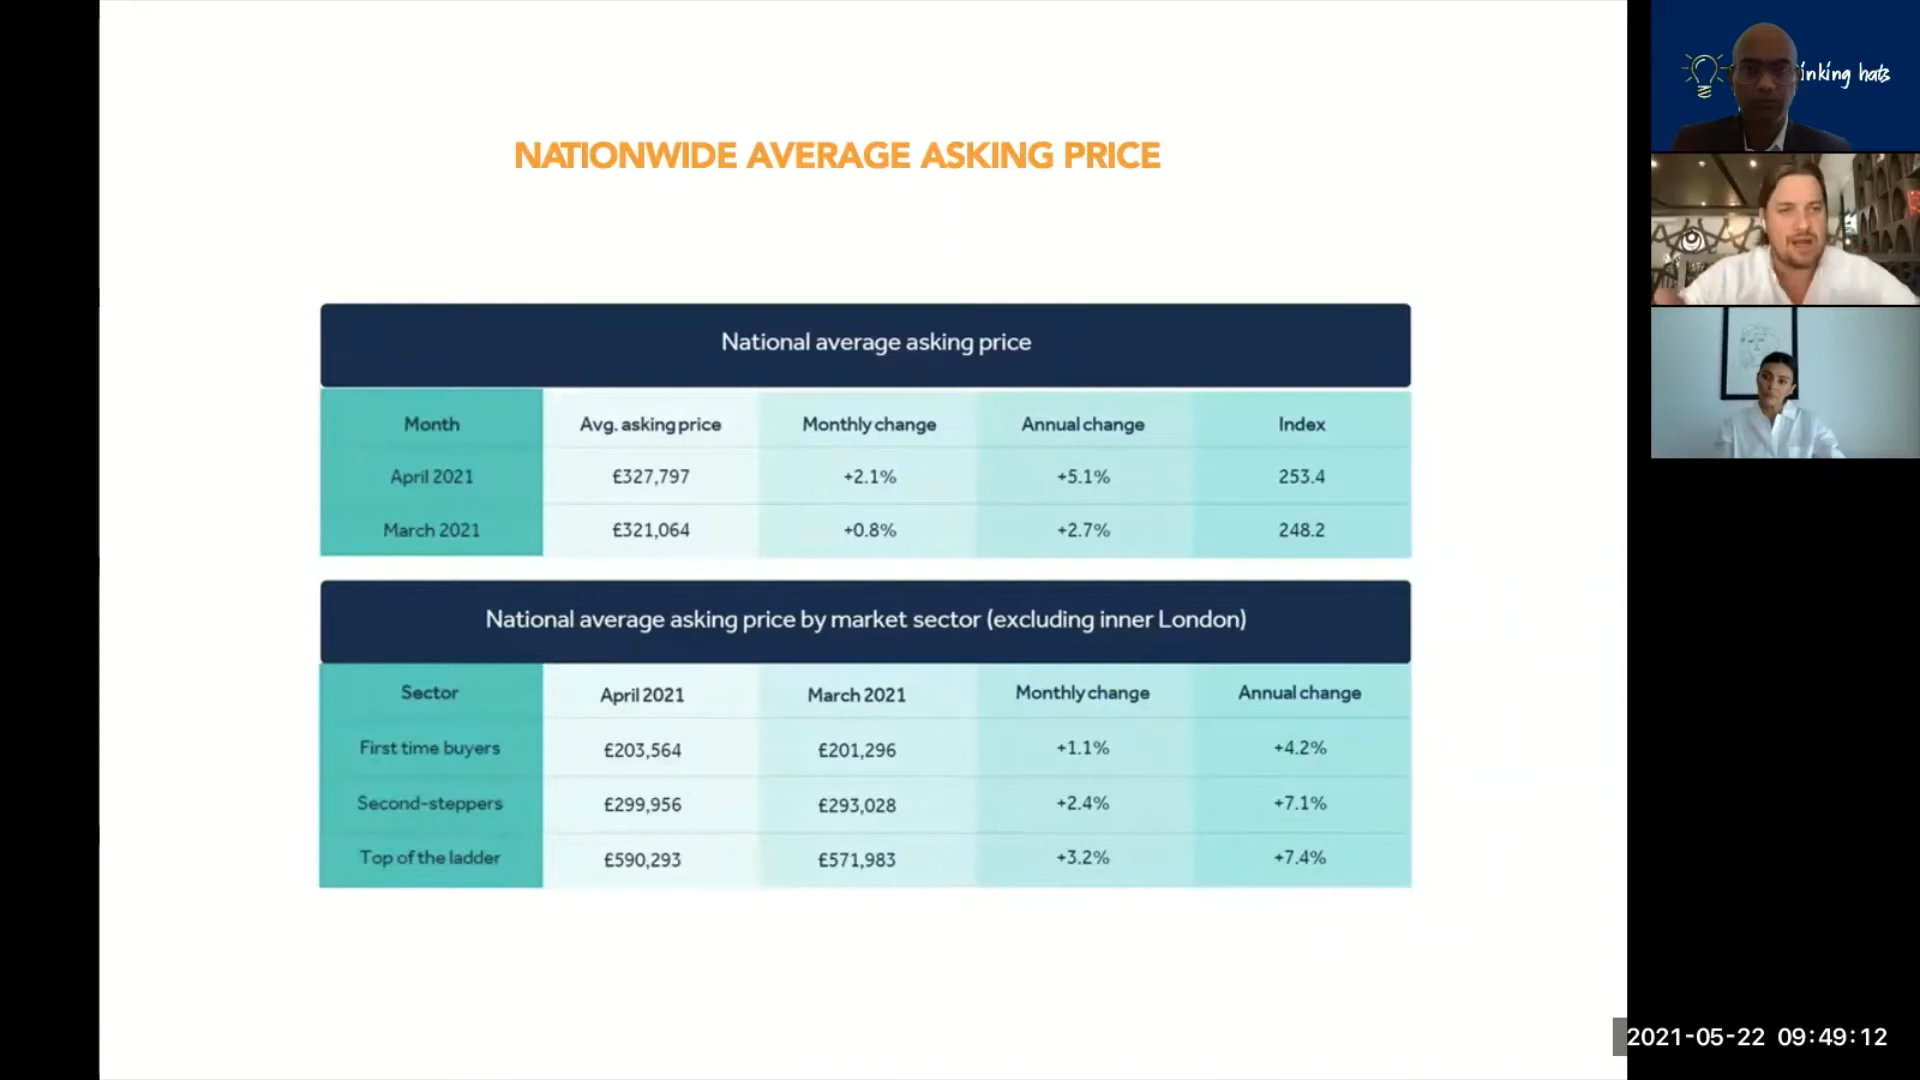 NATIONWIDE AVERAGE ASKING PRICE
National average asking price
Month Avg. asking price Monthly change Annual change Index
April 2021 £327,797 +2.1% +5.1% 253.4
March 2021 £321,064 +0.8% +2.7% 248.2
National average asking price by market sector (excluding inner London)
Sector April 2021 March 2021 Monthly change Annual change
First time buyers £203,564 £201,296 +1.1% +4.2%
Second-steppers £299,956 £293,028 +2.4% +7.1%
Top of the ladder £590,293 £571,983 +3.2% +7.4%
inking hats
2021-05-22 09:49:12